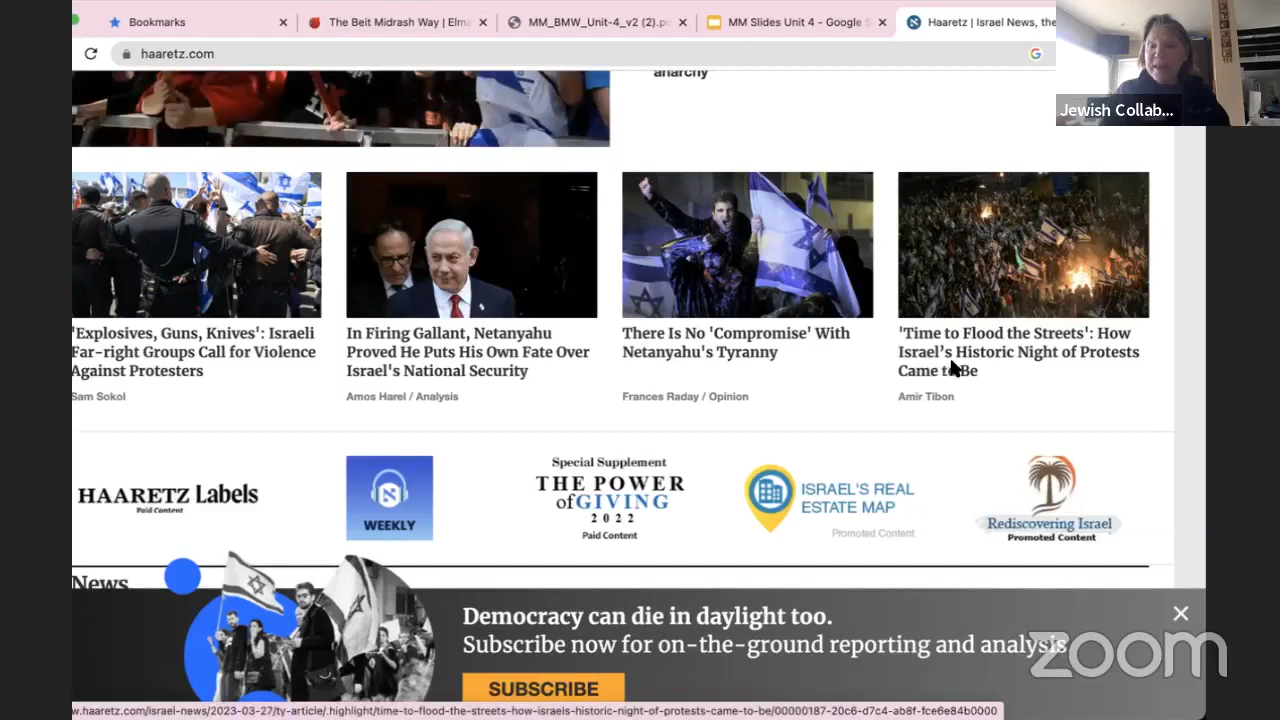 Bookmarks
The Beit Midrash Way | Elma
MM_BMW_Unit-4_v2 (2).p
MM Slides Unit 4 - Google S
Haaretz | Israel News, the
haaretz.com
Jewish Collab...
anarchy
'Explosives, Guns, Knives': Israeli
Far-right Groups Call for Violence
Against Protesters
Sam Sokol
In Firing Gallant, Netanyahu
Proved He Puts His Own Fate Over
Israel's National Security
Amos Harel / Analysis
There Is No 'Compromise' With
Netanyahu's Tyranny
Frances Raday / Opinion
'Time to Flood the Streets': How
Israel's Historic Night of Protests
Came to Be
Amir Tibon
HAARETZ Labels
Paid Content
WEEKLY
Special Supplement
THE POWER
of GIVING
2022
Paid Content
ISRAEL'S REAL
ESTATE MAP
Promoted Content
Rediscovering Israel
Promoted Content
News
Democracy can die in daylight too.
Subscribe now for on-the-ground reporting and analysis
SUBSCRIBE
zoom
w.haaretz.com/israel-news/2023-03-27/ty-article/.highlight/time-to-flood-the-streets-how-israels-historic-night-of-protests-came-to-be/00000187-20c6-d7c4-ab8f-fce6e84b0000